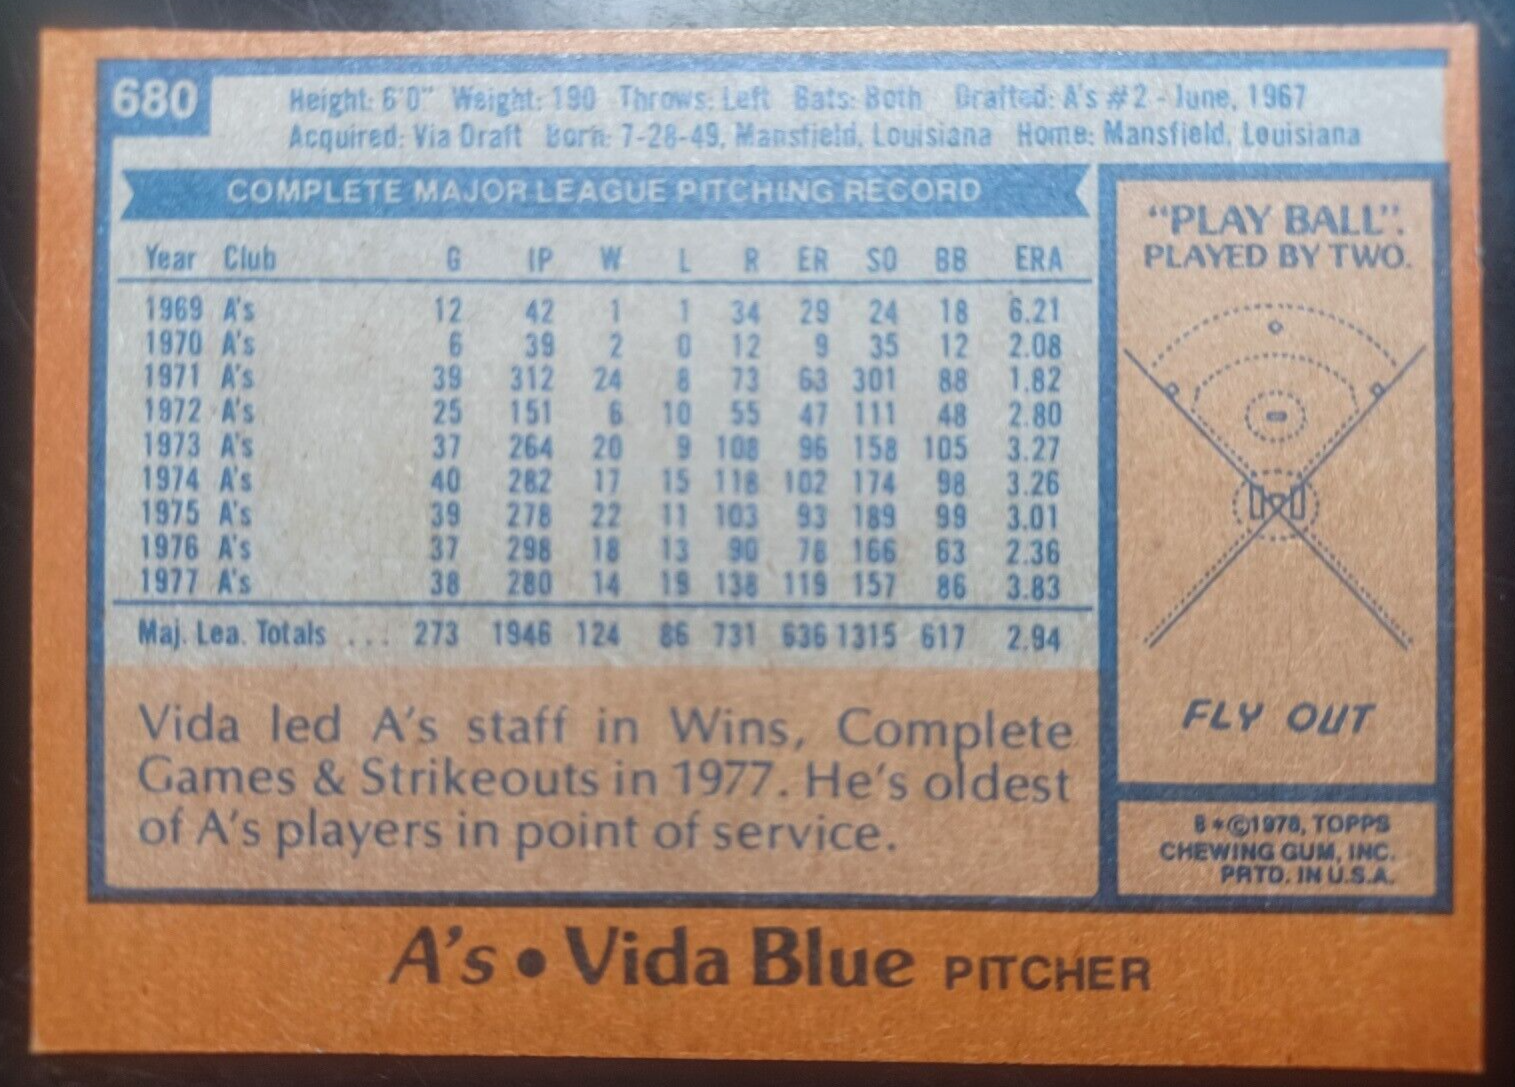 680
Height: 6'0" Weight: 190 Throws: Left Bats: Both Drafted: A's #2 - June, 1967
Acquired: Via Draft Born: 7-28-49, Mansfield, Louisiana Home: Mansfield, Louisiana
COMPLETE MAJOR LEAGUE PITCHING RECORD
Year Club G IP W L R ER SO BB ERA
1969 A's 12 42 1 1 34 29 24 18 6.21
1970 A's 6 39 2 0 12 9 35 12 2.08
1971 A's 39 312 24 8 73 63 301 88 1.82
1972 A's 25 151 6 10 55 47 111 48 2.80
1973 A's 37 264 20 9 108 96 158 105 3.27
1974 A's 40 282 17 15 118 102 174 98 3.26
1975 A's 39 278 22 11 103 93 189 99 3.01
1976 A's 37 298 18 13 90 78 166 63 2.36
1977 A's 38 280 14 19 138 119 157 86 3.83
Maj. Lea. Totals ... 273 1946 124 86 731 636 1315 617 2.94
Vida led A's staff in Wins, Complete
Games & Strikeouts in 1977. He's oldest
of A's players in point of service.
"PLAY BALL".
PLAYED BY TWO.
FLY OUT
B*©1978, TOPPS
CHEWING GUM, INC.
PRTD. IN U.S.A.
A's • Vida Blue PITCHER